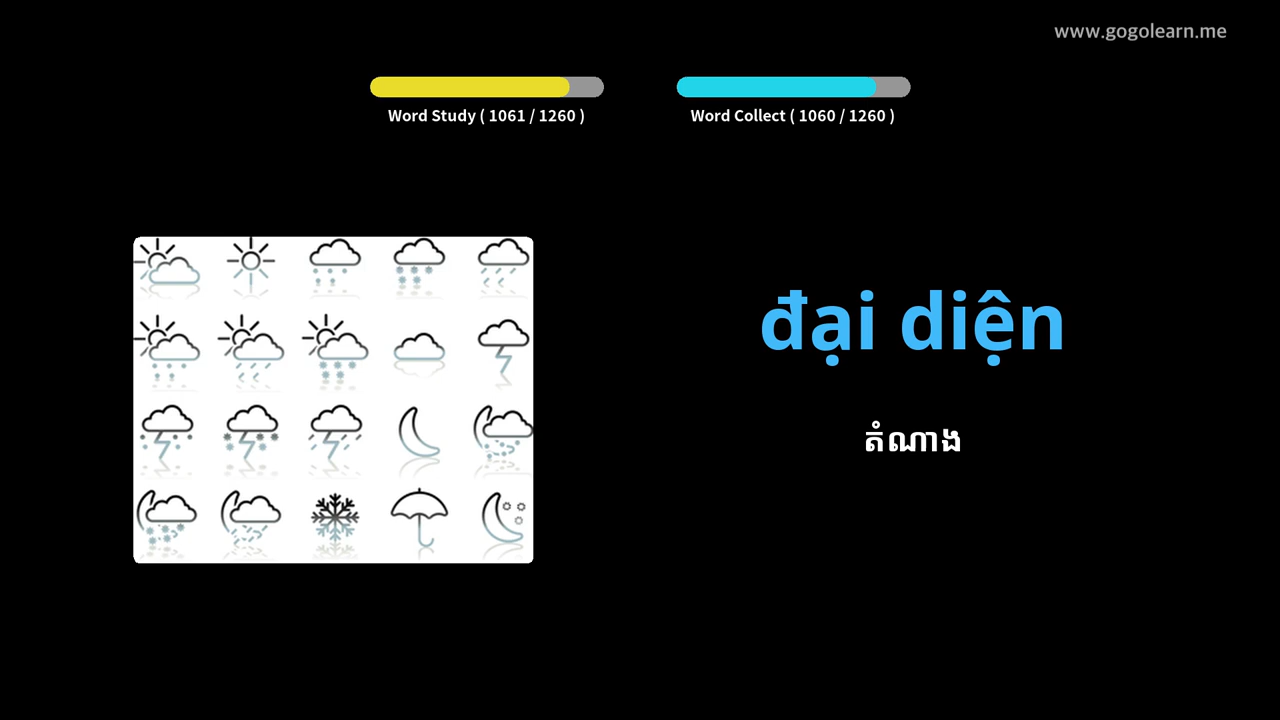 www.gogolearn.me
Word Study ( 1061 / 1260 )
Word Collect ( 1060 / 1260 )
đại diện
តំណាង